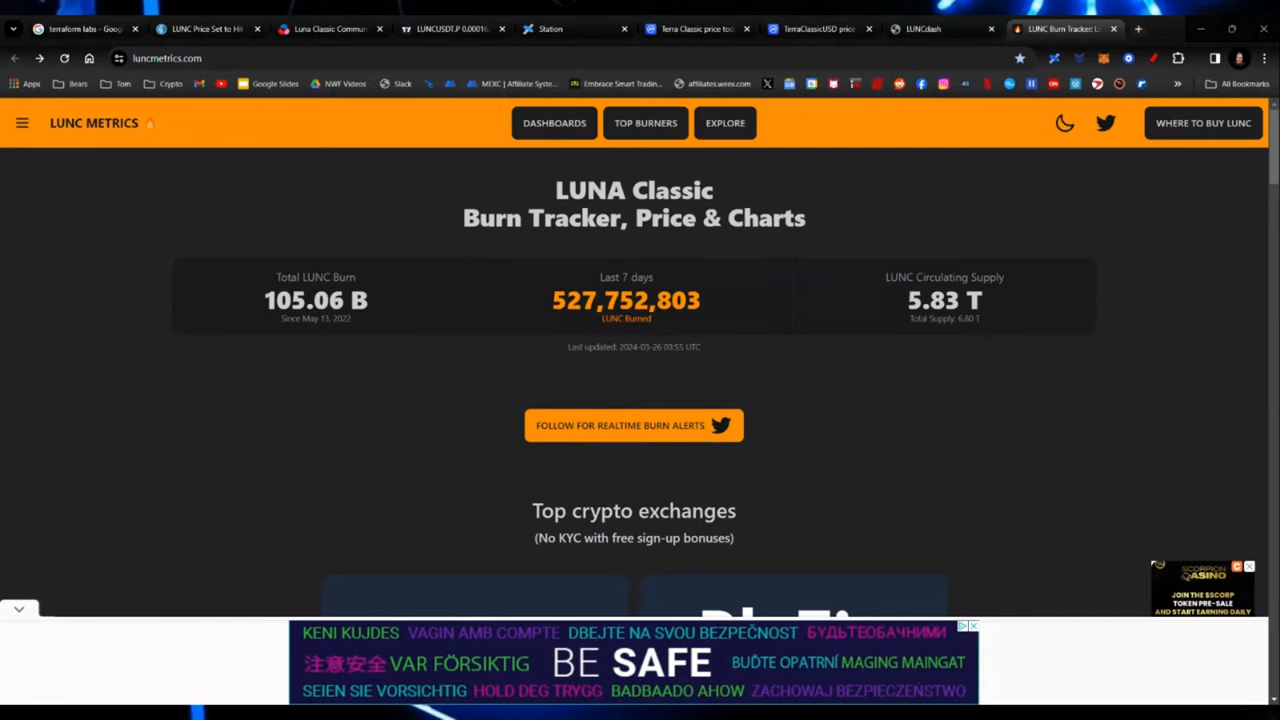 terraform labs - Goog
LUNC Price Set to Hit
Luna Classic Commun
LUNCUSDT.P 0.00016
Station
Terra Classic price tod
TerraClassicUSD price
LUNCdash
LUNC Burn Tracker: Li
luncmetrics.com
Apps
Bears
Tom
Crypto
Google Slides
NWF Videos
Slack
MEXC | Affiliate Syste...
Embrace Smart Tradin...
affiliates.weex.com
All Bookmarks
LUNC METRICS
DASHBOARDS
TOP BURNERS
EXPLORE
WHERE TO BUY LUNC
LUNA Classic
Burn Tracker, Price & Charts
Total LUNC Burn
105.06 B
Since May 13, 2022
Last 7 days
527,752,803
LUNC Burned
LUNC Circulating Supply
5.83 T
Total Supply: 6.80 T
Last updated: 2024-03-26 03:55 UTC
FOLLOW FOR REALTIME BURN ALERTS
Top crypto exchanges
(No KYC with free sign-up bonuses)
SCORPION
CASINO
JOIN THE $SCORP
TOKEN PRE-SALE
AND START EARNING DAILY
KENI KUJDES VAGIN AMB COMPTE DBEJTE NA SVOU BEZPEČNOST БУДЬТЕОБАЧНИМИ
注意安全 VAR FÖRSIKTIG BE SAFE BUĎTE OPATRNÍ MAGING MAINGAT
SEIEN SIE VORSICHTIG HOLD DEG TRYGG BADBAADO AHOW ZACHOWAJ BEZPIECZEŃSTWO